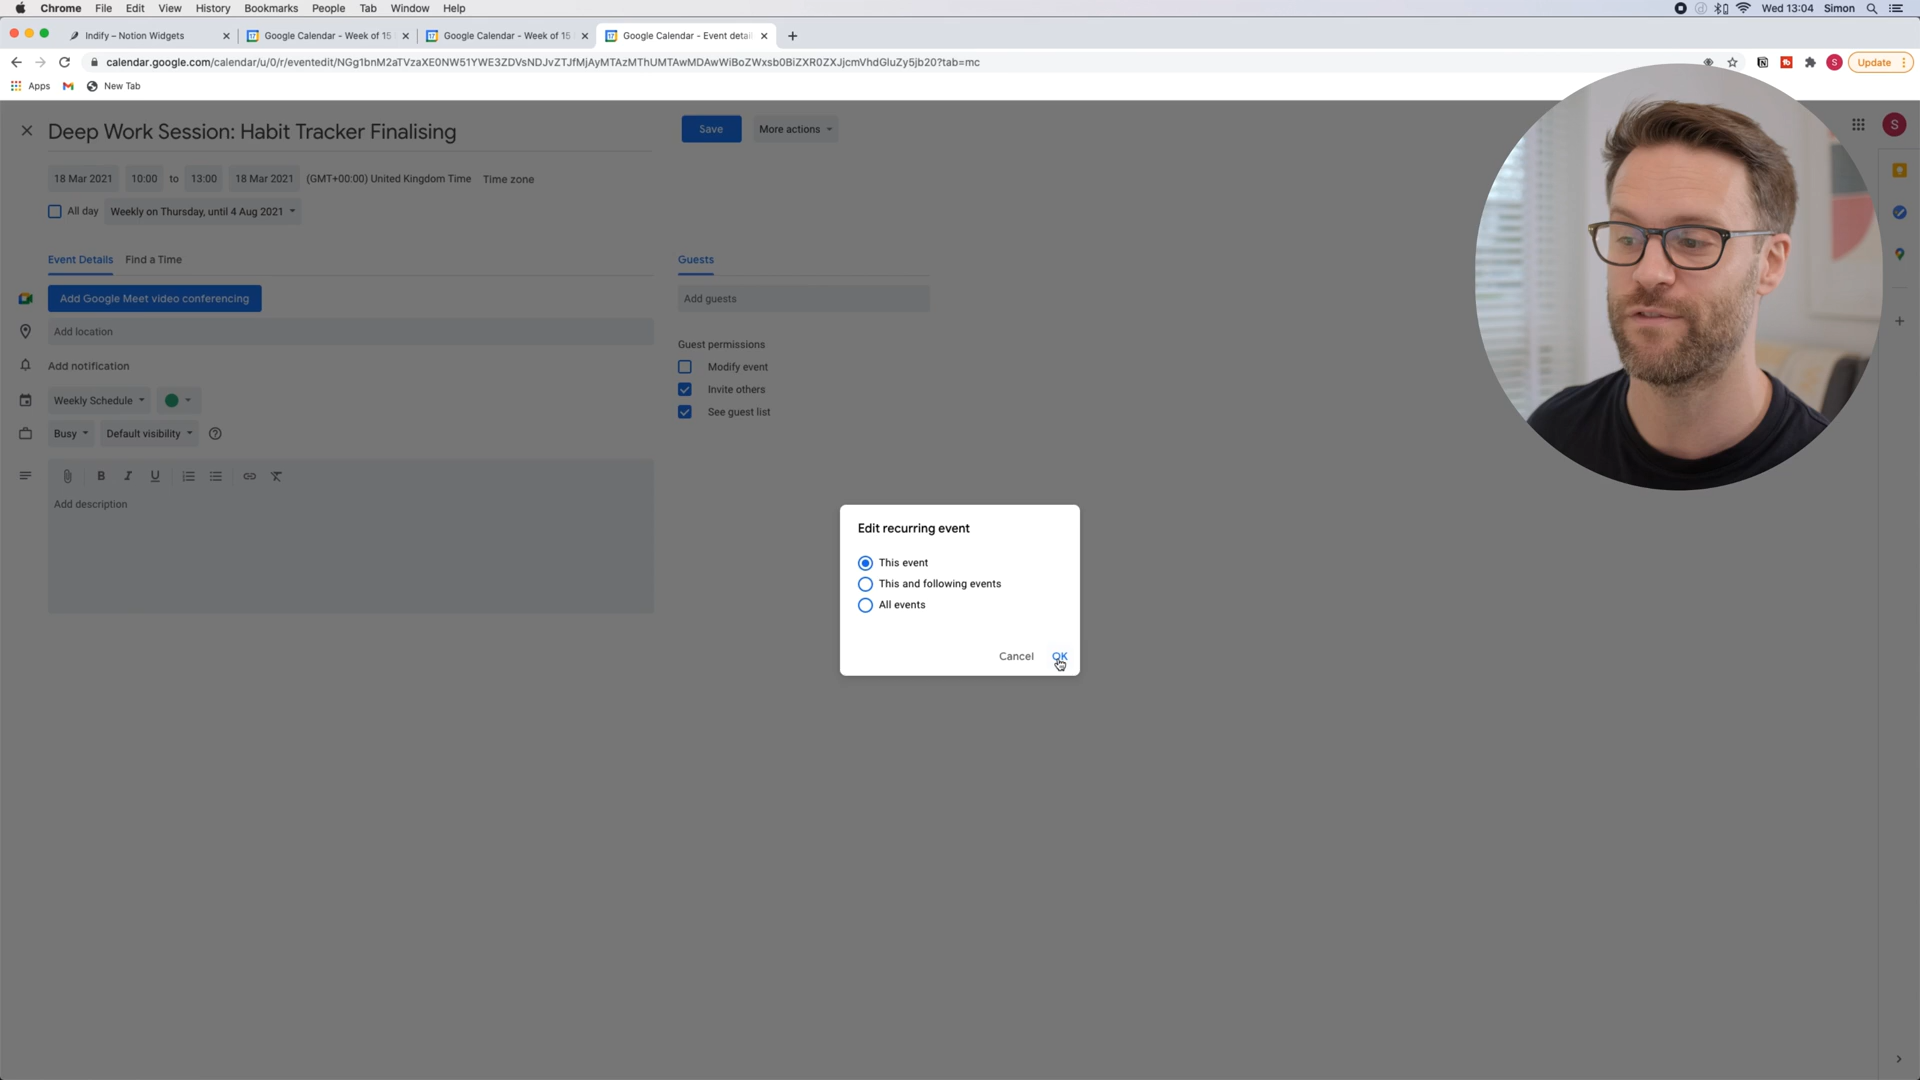 Chrome File Edit View History Bookmarks People Tab Window Help
Wed 13:04 Simon
Indify – Notion Widgets
Google Calendar - Week of 15
Google Calendar - Week of 15
Google Calendar - Event detai
calendar.google.com/calendar/u/0/r/eventedit/NGg1bnM2aTVzaXE0NW51YWE3ZDVsNDJvZTJfMjAyMTAzMThUMTAwMDAwWiBoZWxsb0BiZXR0ZXJjcmVhdGluZy5jb20?tab=mc
S
Update
Apps
New Tab
Deep Work Session: Habit Tracker Finalising
Save
More actions
S
18 Mar 2021
10:00
to
13:00
18 Mar 2021
(GMT+00:00) United Kingdom Time
Time zone
All day
Weekly on Thursday, until 4 Aug 2021
Event Details
Find a Time
Guests
Add Google Meet video conferencing
Add guests
Add location
Guest permissions
Add notification
Modify event
Weekly Schedule
Invite others
See guest list
Busy
Default visibility
B I U
Add description
Edit recurring event
This event
This and following events
All events
Cancel
OK